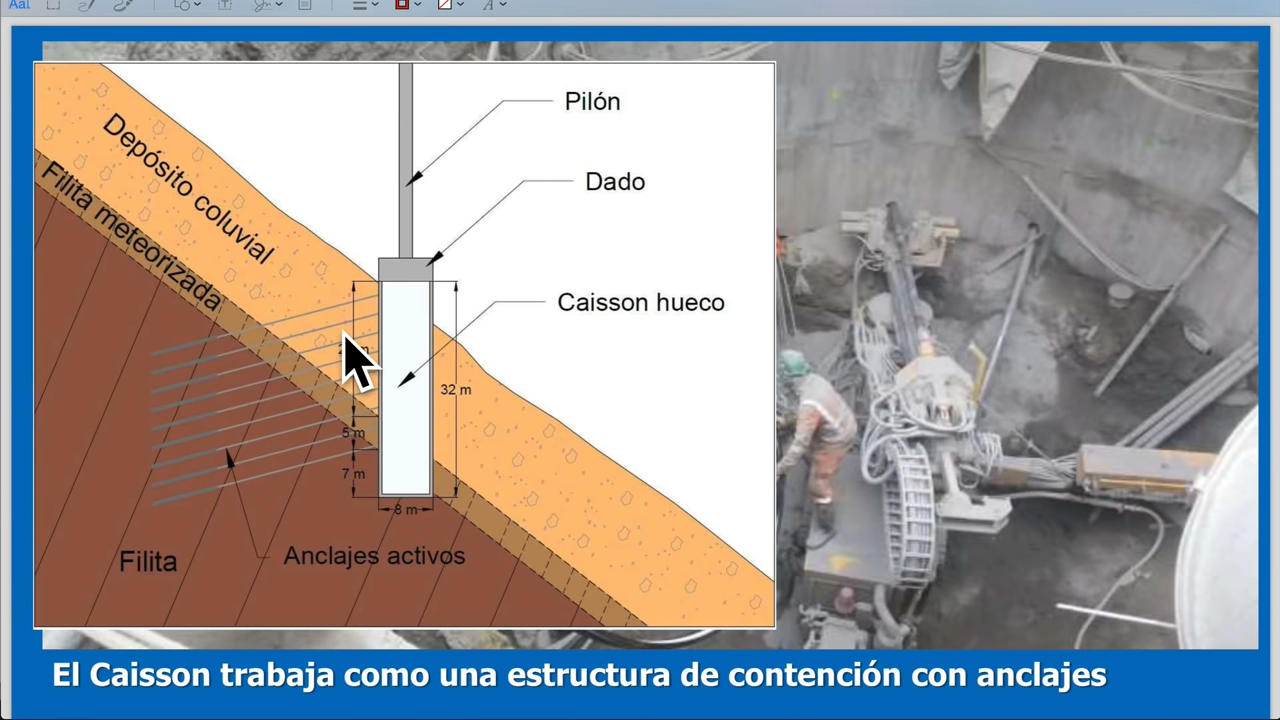 Pilón
Dado
Depósito coluvial
Filita meteorizada
Caisson hueco
32 m
5 m
7 m
8 m
Filita
Anclajes activos
El Caisson trabaja como una estructura de contención con anclajes